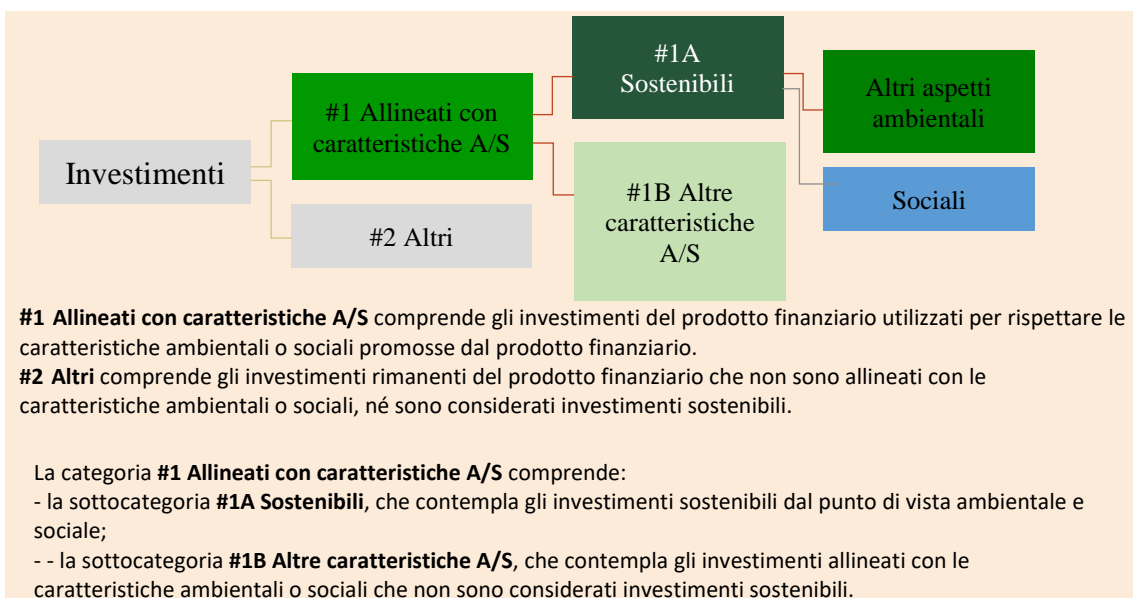 Investimenti
#1 Allineati con
caratteristiche A/S
#2 Altri
#1A
Sostenibili
#1B Altre
caratteristiche
A/S
Altri aspetti
ambientali
Sociali
#1 Allineati con caratteristiche A/S comprende gli investimenti del prodotto finanziario utilizzati per rispettare le
caratteristiche ambientali o sociali promosse dal prodotto finanziario.
#2 Altri comprende gli investimenti rimanenti del prodotto finanziario che non sono allineati con le
caratteristiche ambientali o sociali, né sono considerati investimenti sostenibili.
La categoria #1 Allineati con caratteristiche A/S comprende:
- la sottocategoria #1A Sostenibili, che contempla gli investimenti sostenibili dal punto di vista ambientale e
sociale;
- - la sottocategoria #1B Altre caratteristiche A/S, che contempla gli investimenti allineati con le
caratteristiche ambientali o sociali che non sono considerati investimenti sostenibili.